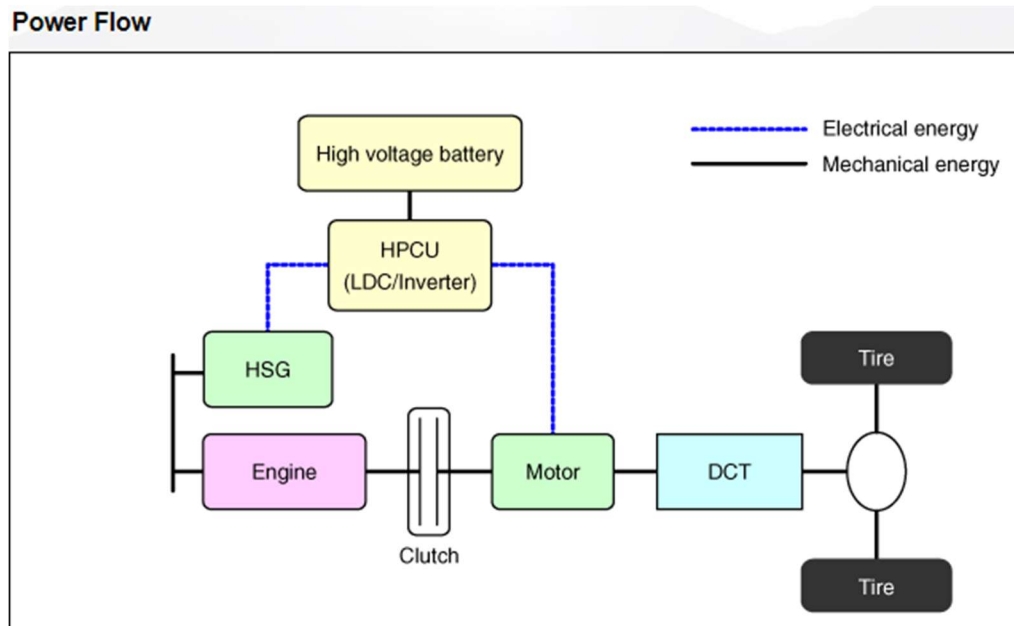 Power Flow
High voltage battery
Electrical energy
Mechanical energy
HPCU
(LDC/Inverter)
HSG
Tire
Engine
Motor
DCT
Clutch
Tire